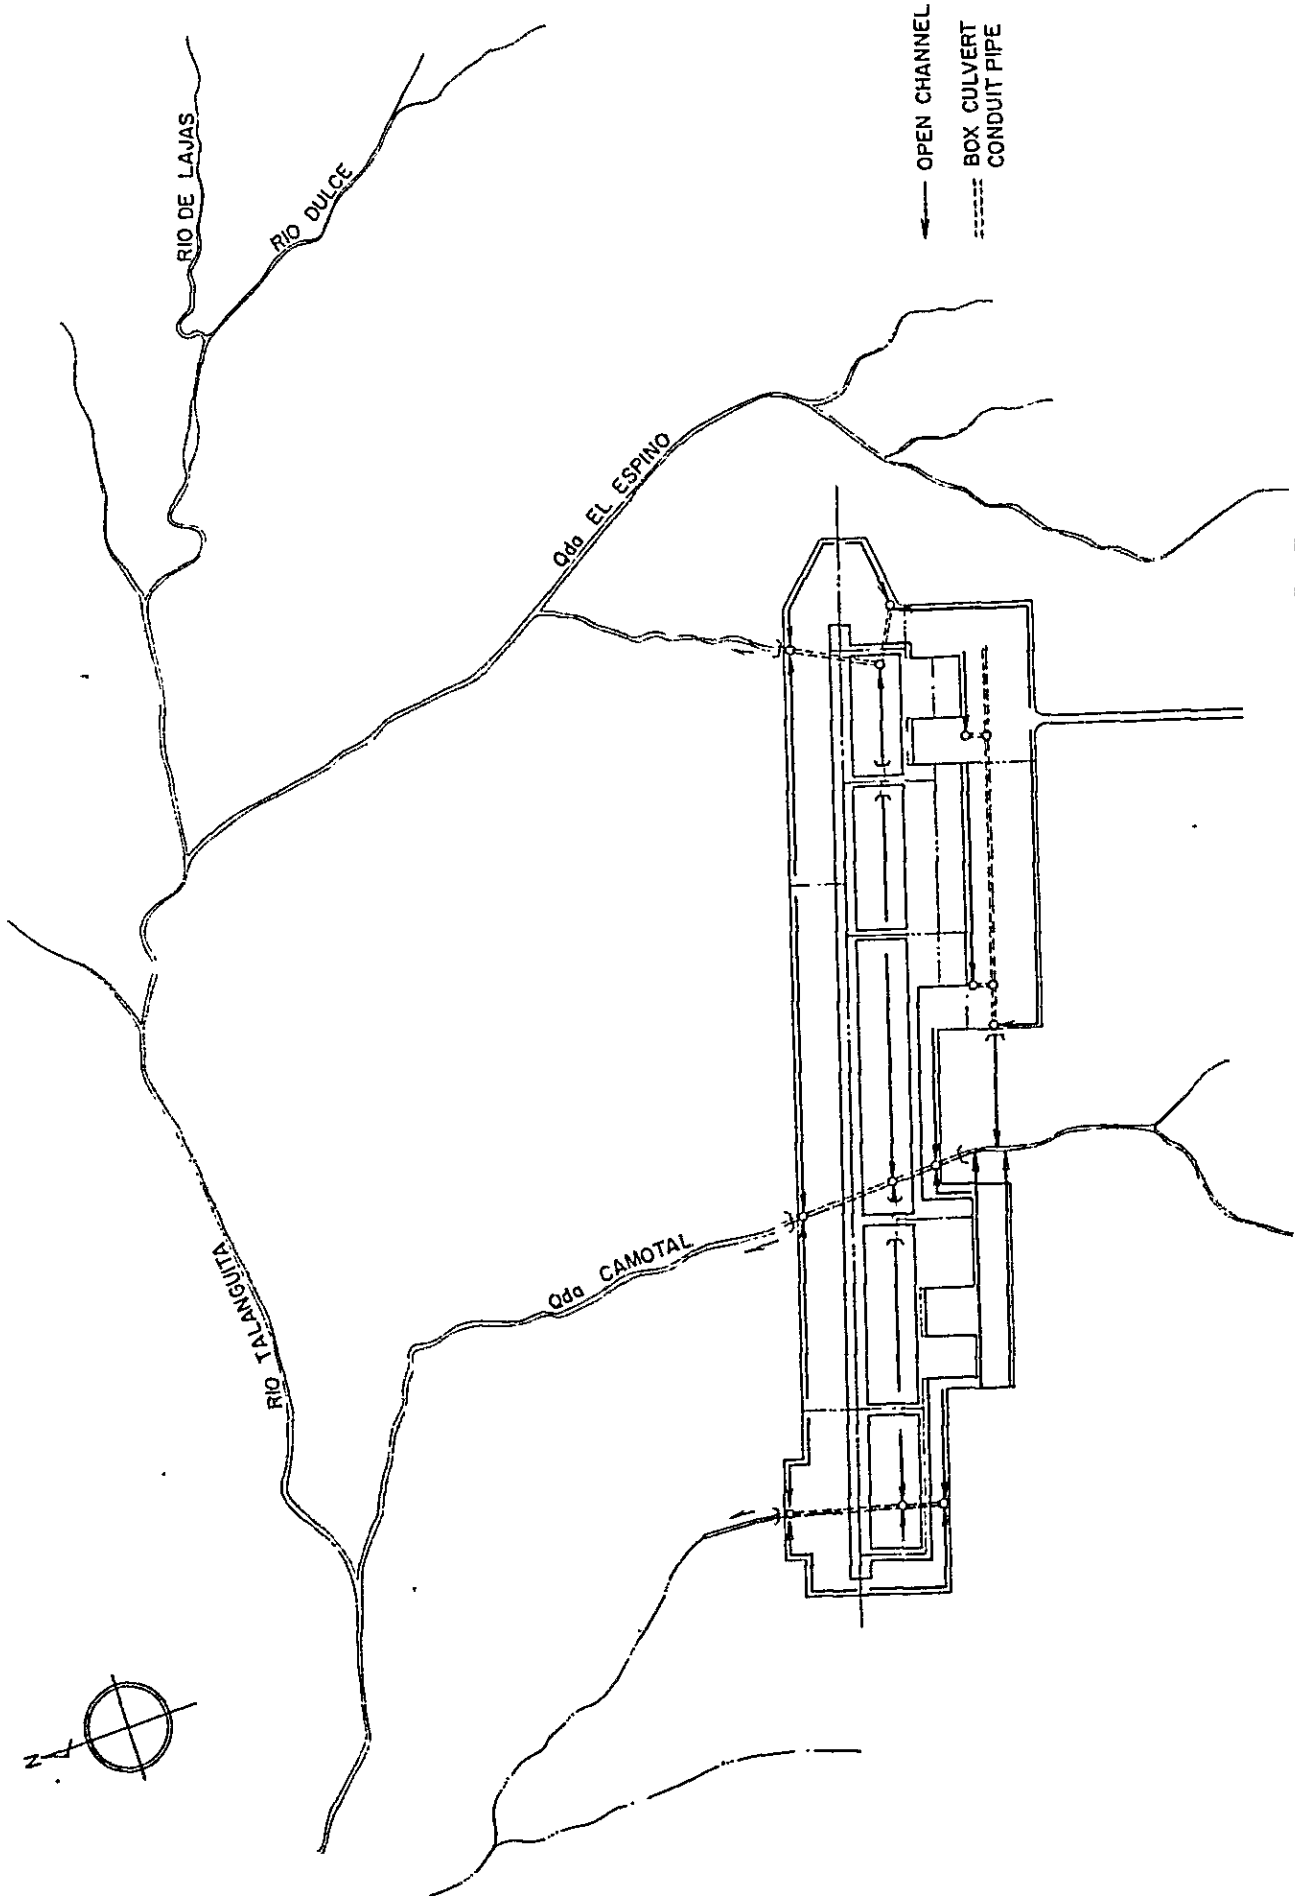 RIO DE LAJAS
RIO DULCE
Qda EL ESPINO
RIO TALANGUITA
Qda CAMOTAL
N
OPEN CHANNEL
BOX CULVERT
CONDUIT PIPE